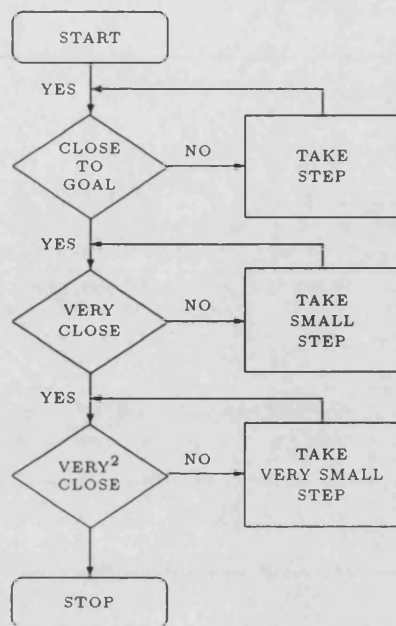 START
YES
CLOSE
TO
GOAL
NO
TAKE
STEP
YES
VERY
CLOSE
NO
TAKE
SMALL
STEP
YES
VERY²
CLOSE
NO
TAKE
VERY SMALL
STEP
STOP